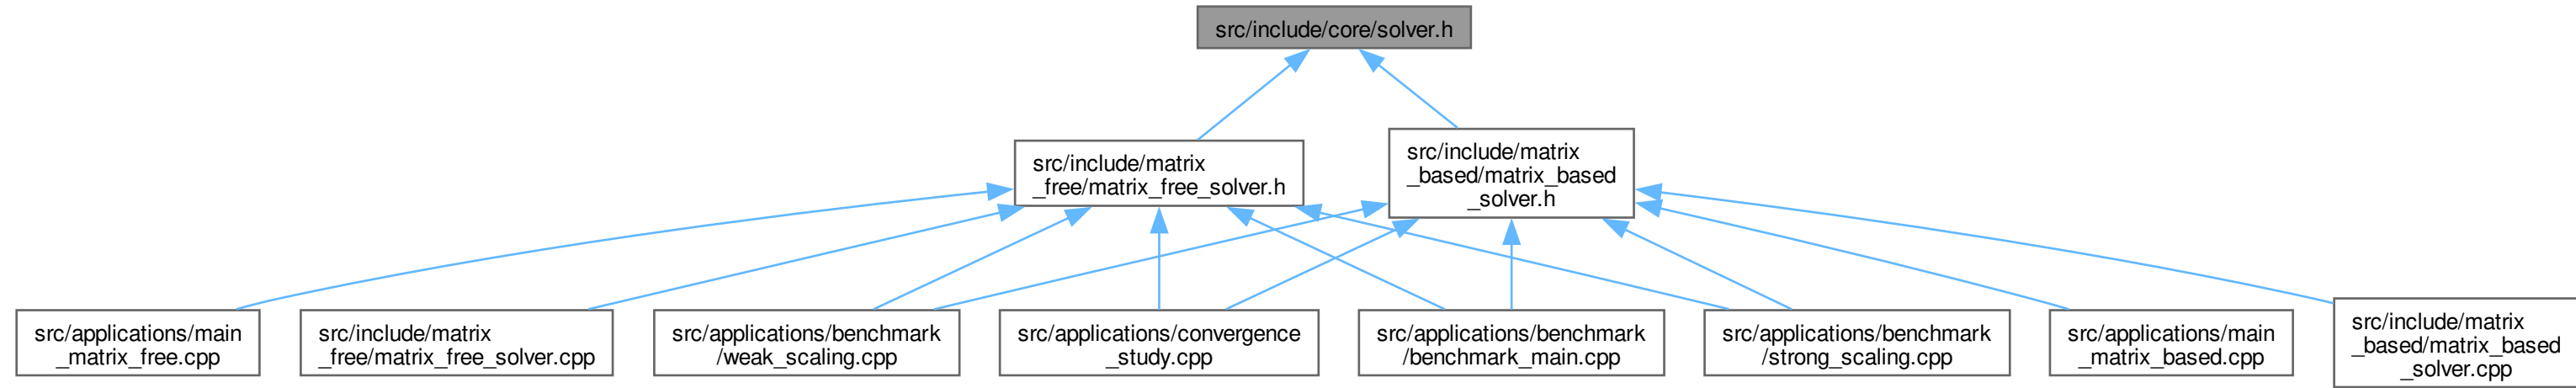 src/include/core/solver.h
src/include/matrix
_free/matrix_free_solver.h
src/include/matrix
_based/matrix_based
_solver.h
src/applications/main
_matrix_free.cpp
src/include/matrix
_free/matrix_free_solver.cpp
src/applications/benchmark
/weak_scaling.cpp
src/applications/convergence
_study.cpp
src/applications/benchmark
/benchmark_main.cpp
src/applications/benchmark
/strong_scaling.cpp
src/applications/main
_matrix_based.cpp
src/include/matrix
_based/matrix_based
_solver.cpp